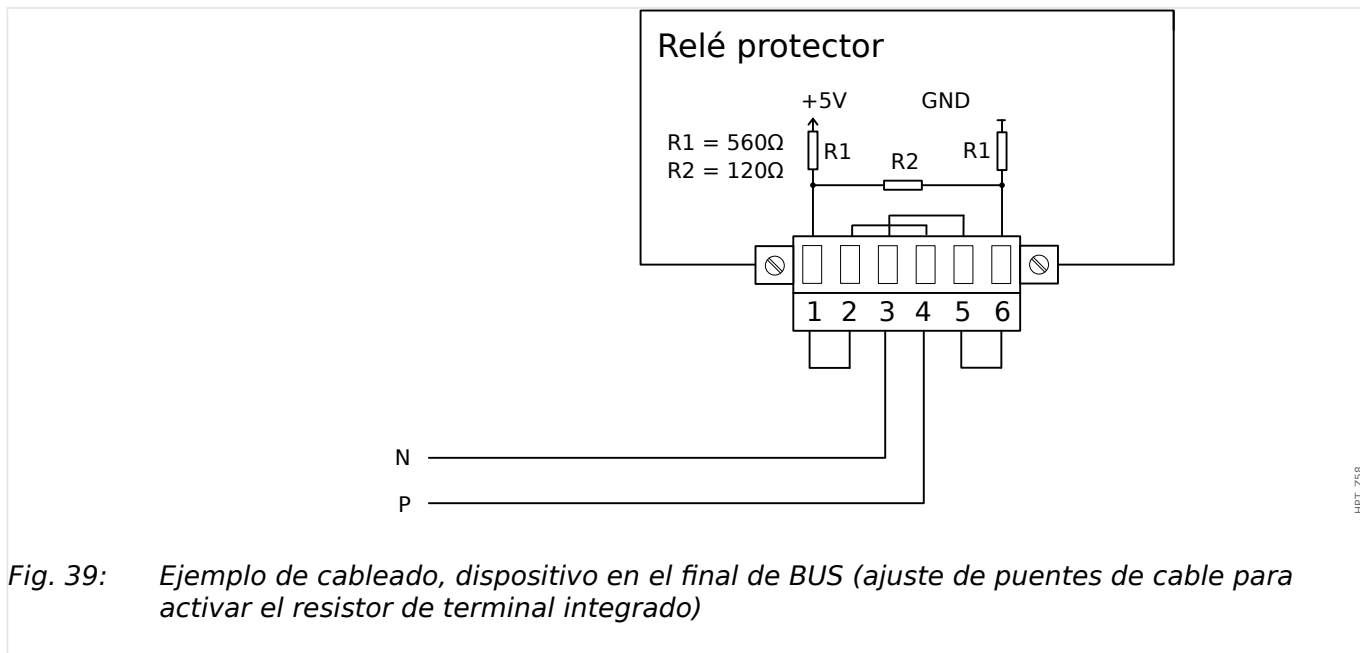 Relé protector
+5V GND
R1 = 560Ω
R2 = 120Ω
R1 R2 R1
1 2 3 4 5 6
N
P
HPT_Z58
Fig. 39: Ejemplo de cableado, dispositivo en el final de BUS (ajuste de puentes de cable para
activar el resistor de terminal integrado)